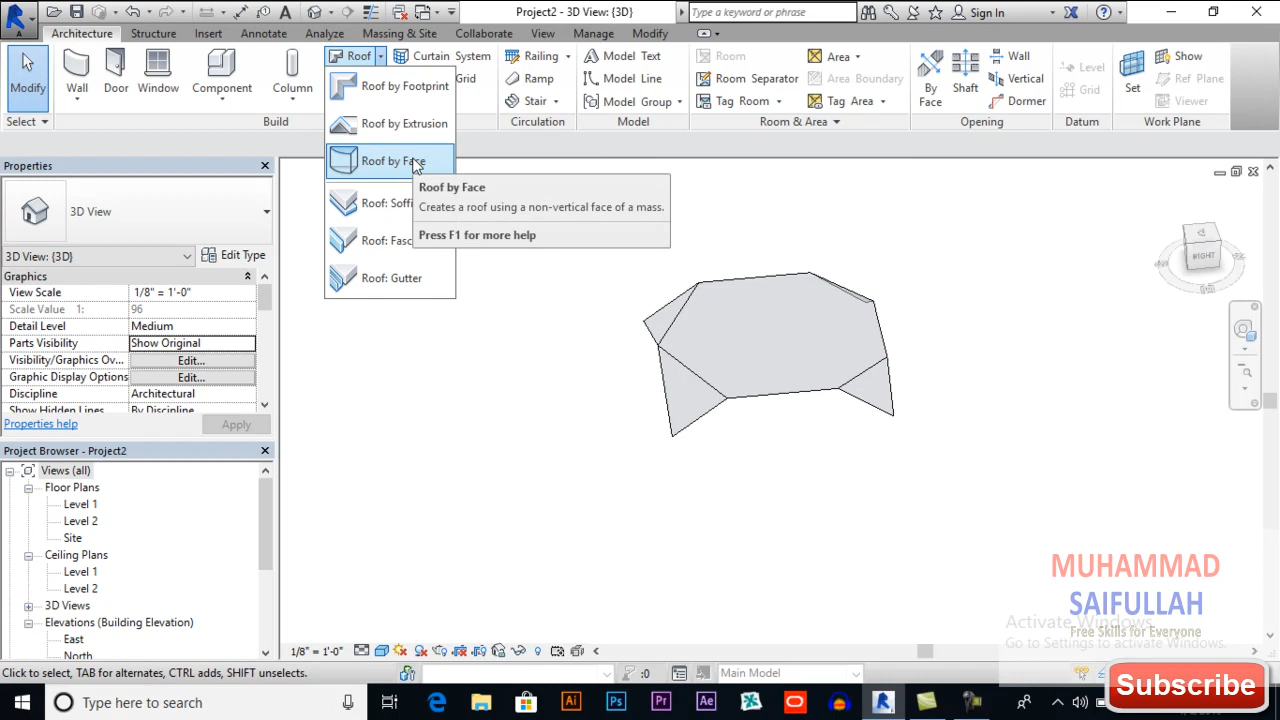 Project2 - 3D View: {3D}
Type a keyword or phrase
Sign In
Architecture Structure Insert Annotate Analyze Massing & Site Collaborate View Manage Modify
Modify
Wall
Door
Window
Component
Column
Roof
Curtain System
Grid
Railing
Ramp
Stair
Model Text
Model Line
Model Group
Room
Room Separator
Tag Room
Area
Area Boundary
Tag Area
By
Face
Shaft
Wall
Vertical
Dormer
Level
Grid
Set
Show
Ref Plane
Viewer
Select
Build
Circulation
Model
Room & Area
Opening
Datum
Work Plane
Roof by Footprint
Roof by Extrusion
Roof by Face
Roof: Soffi
Roof: Fasc
Roof: Gutter
Roof by Face
Creates a roof using a non-vertical face of a mass.
Press F1 for more help
Properties
3D View
3D View: {3D}
Edit Type
Graphics
View Scale 1/8" = 1'-0"
Scale Value 1: 96
Detail Level Medium
Parts Visibility Show Original
Visibility/Graphics Ov... Edit...
Graphic Display Options Edit...
Discipline Architectural
Show Hidden Lines By Discipline
Properties help
Apply
Project Browser - Project2
Views (all)
Floor Plans
Level 1
Level 2
Site
Ceiling Plans
Level 1
Level 2
3D Views
Elevations (Building Elevation)
East
North
RIGHT
MUHAMMAD
SAIFULLAH
Free Skills for Everyone
Activate Windows
Go to Settings to activate Windows.
1/8" = 1'-0"
Click to select, TAB for alternates, CTRL adds, SHIFT unselects.
:0
Main Model
Subscribe
Type here to search